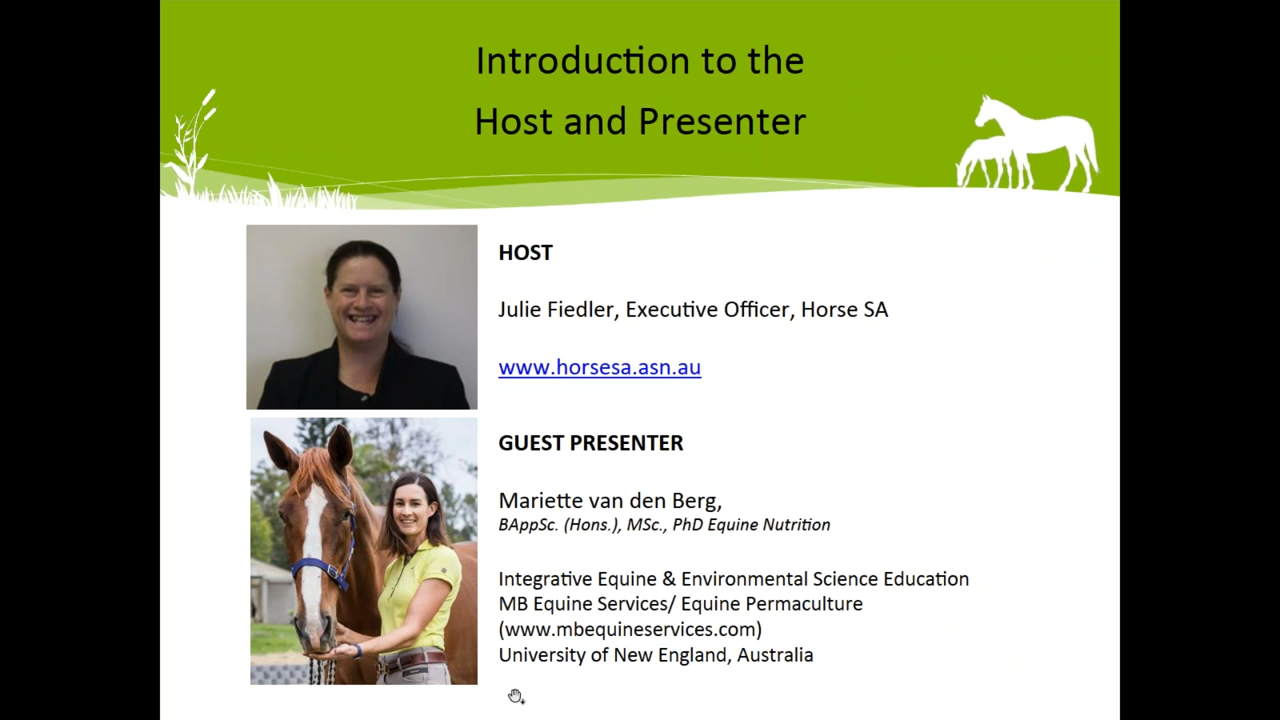 Introduction to the
Host and Presenter
HOST
Julie Fiedler, Executive Officer, Horse SA
www.horsesa.asn.au
GUEST PRESENTER
Mariette van den Berg,
BAppSc. (Hons.), MSc., PhD Equine Nutrition
Integrative Equine & Environmental Science Education
MB Equine Services/ Equine Permaculture
(www.mbequineservices.com)
University of New England, Australia